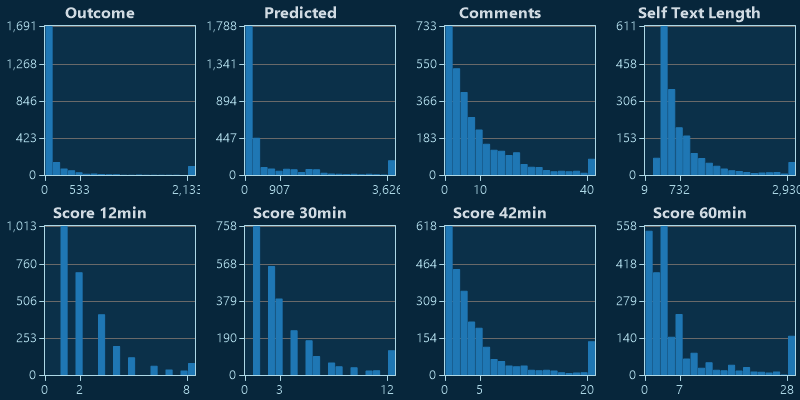 Outcome
1,691
1,268
846
423
0
0 533 2,133
Predicted
1,788
1,341
894
447
0
0 907 3,626
Comments
733
550
366
183
0
0 10 40
Self Text Length
611
458
306
153
0
9 732 2,930
Score 12min
1,013
760
506
253
0
0 2 8
Score 30min
758
568
379
190
0
0 3 12
Score 42min
618
464
309
154
0
0 5 20
Score 60min
558
418
279
140
0
0 7 28